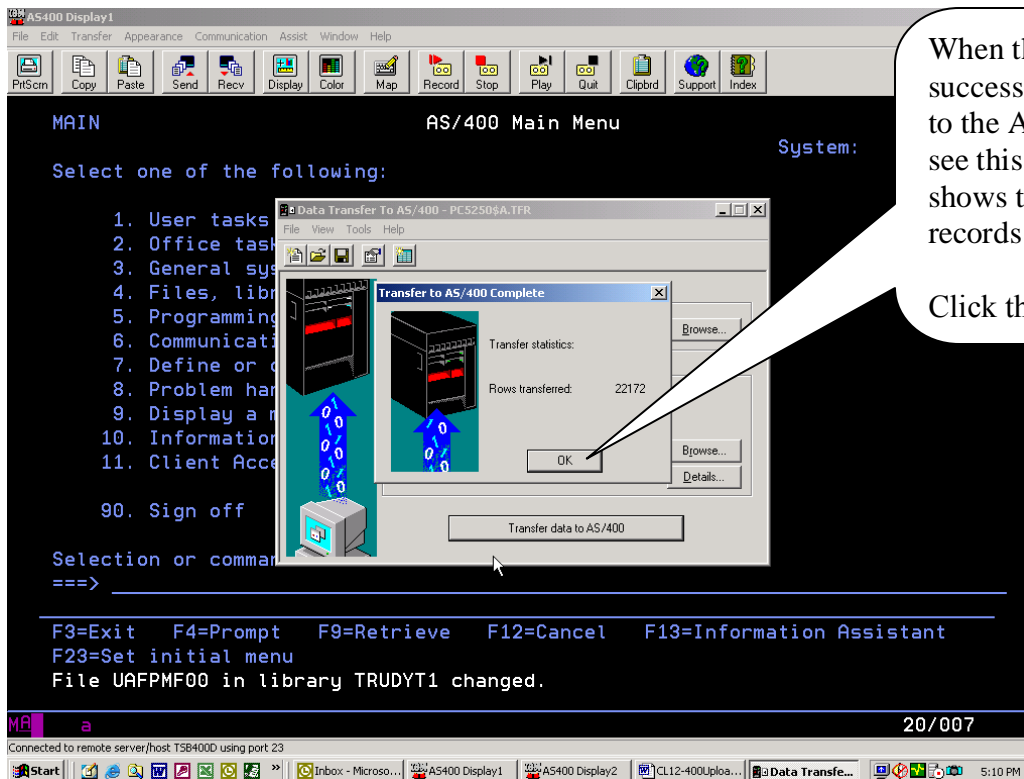 AS400 Display1
File Edit Transfer Appearance Communication Assist Window Help
PrtScrn Copy Paste Send Recv Display Color Map Record Stop Play Quit Clipbrd Support Index
MAIN AS/400 Main Menu
System:
Select one of the following:
1. User tasks
2. Office task
3. General sys
4. Files, libr
5. Programming
6. Communicati
7. Define or c
8. Problem han
9. Display a m
10. Information
11. Client Acce
90. Sign off
Selection or comman
===>
F3=Exit F4=Prompt F9=Retrieve F12=Cancel F13=Information Assistant
F23=Set initial menu
File UAFPMF00 in library TRUDYT1 changed.
MA a 20/007
Connected to remote server/host TSB400D using port 23
Start Inbox - Microso... AS400 Display1 AS400 Display2 CL12-400Uploa... Data Transfe... 5:10 PM
Data Transfer To AS/400 - PC5250$A.TFR
File View Tools Help
Browse...
Browse...
Details...
Transfer data to AS/400
Transfer to AS/400 Complete
Transfer statistics:
Rows transferred: 22172
OK
When th
success
to the A
see this
shows t
records
Click th